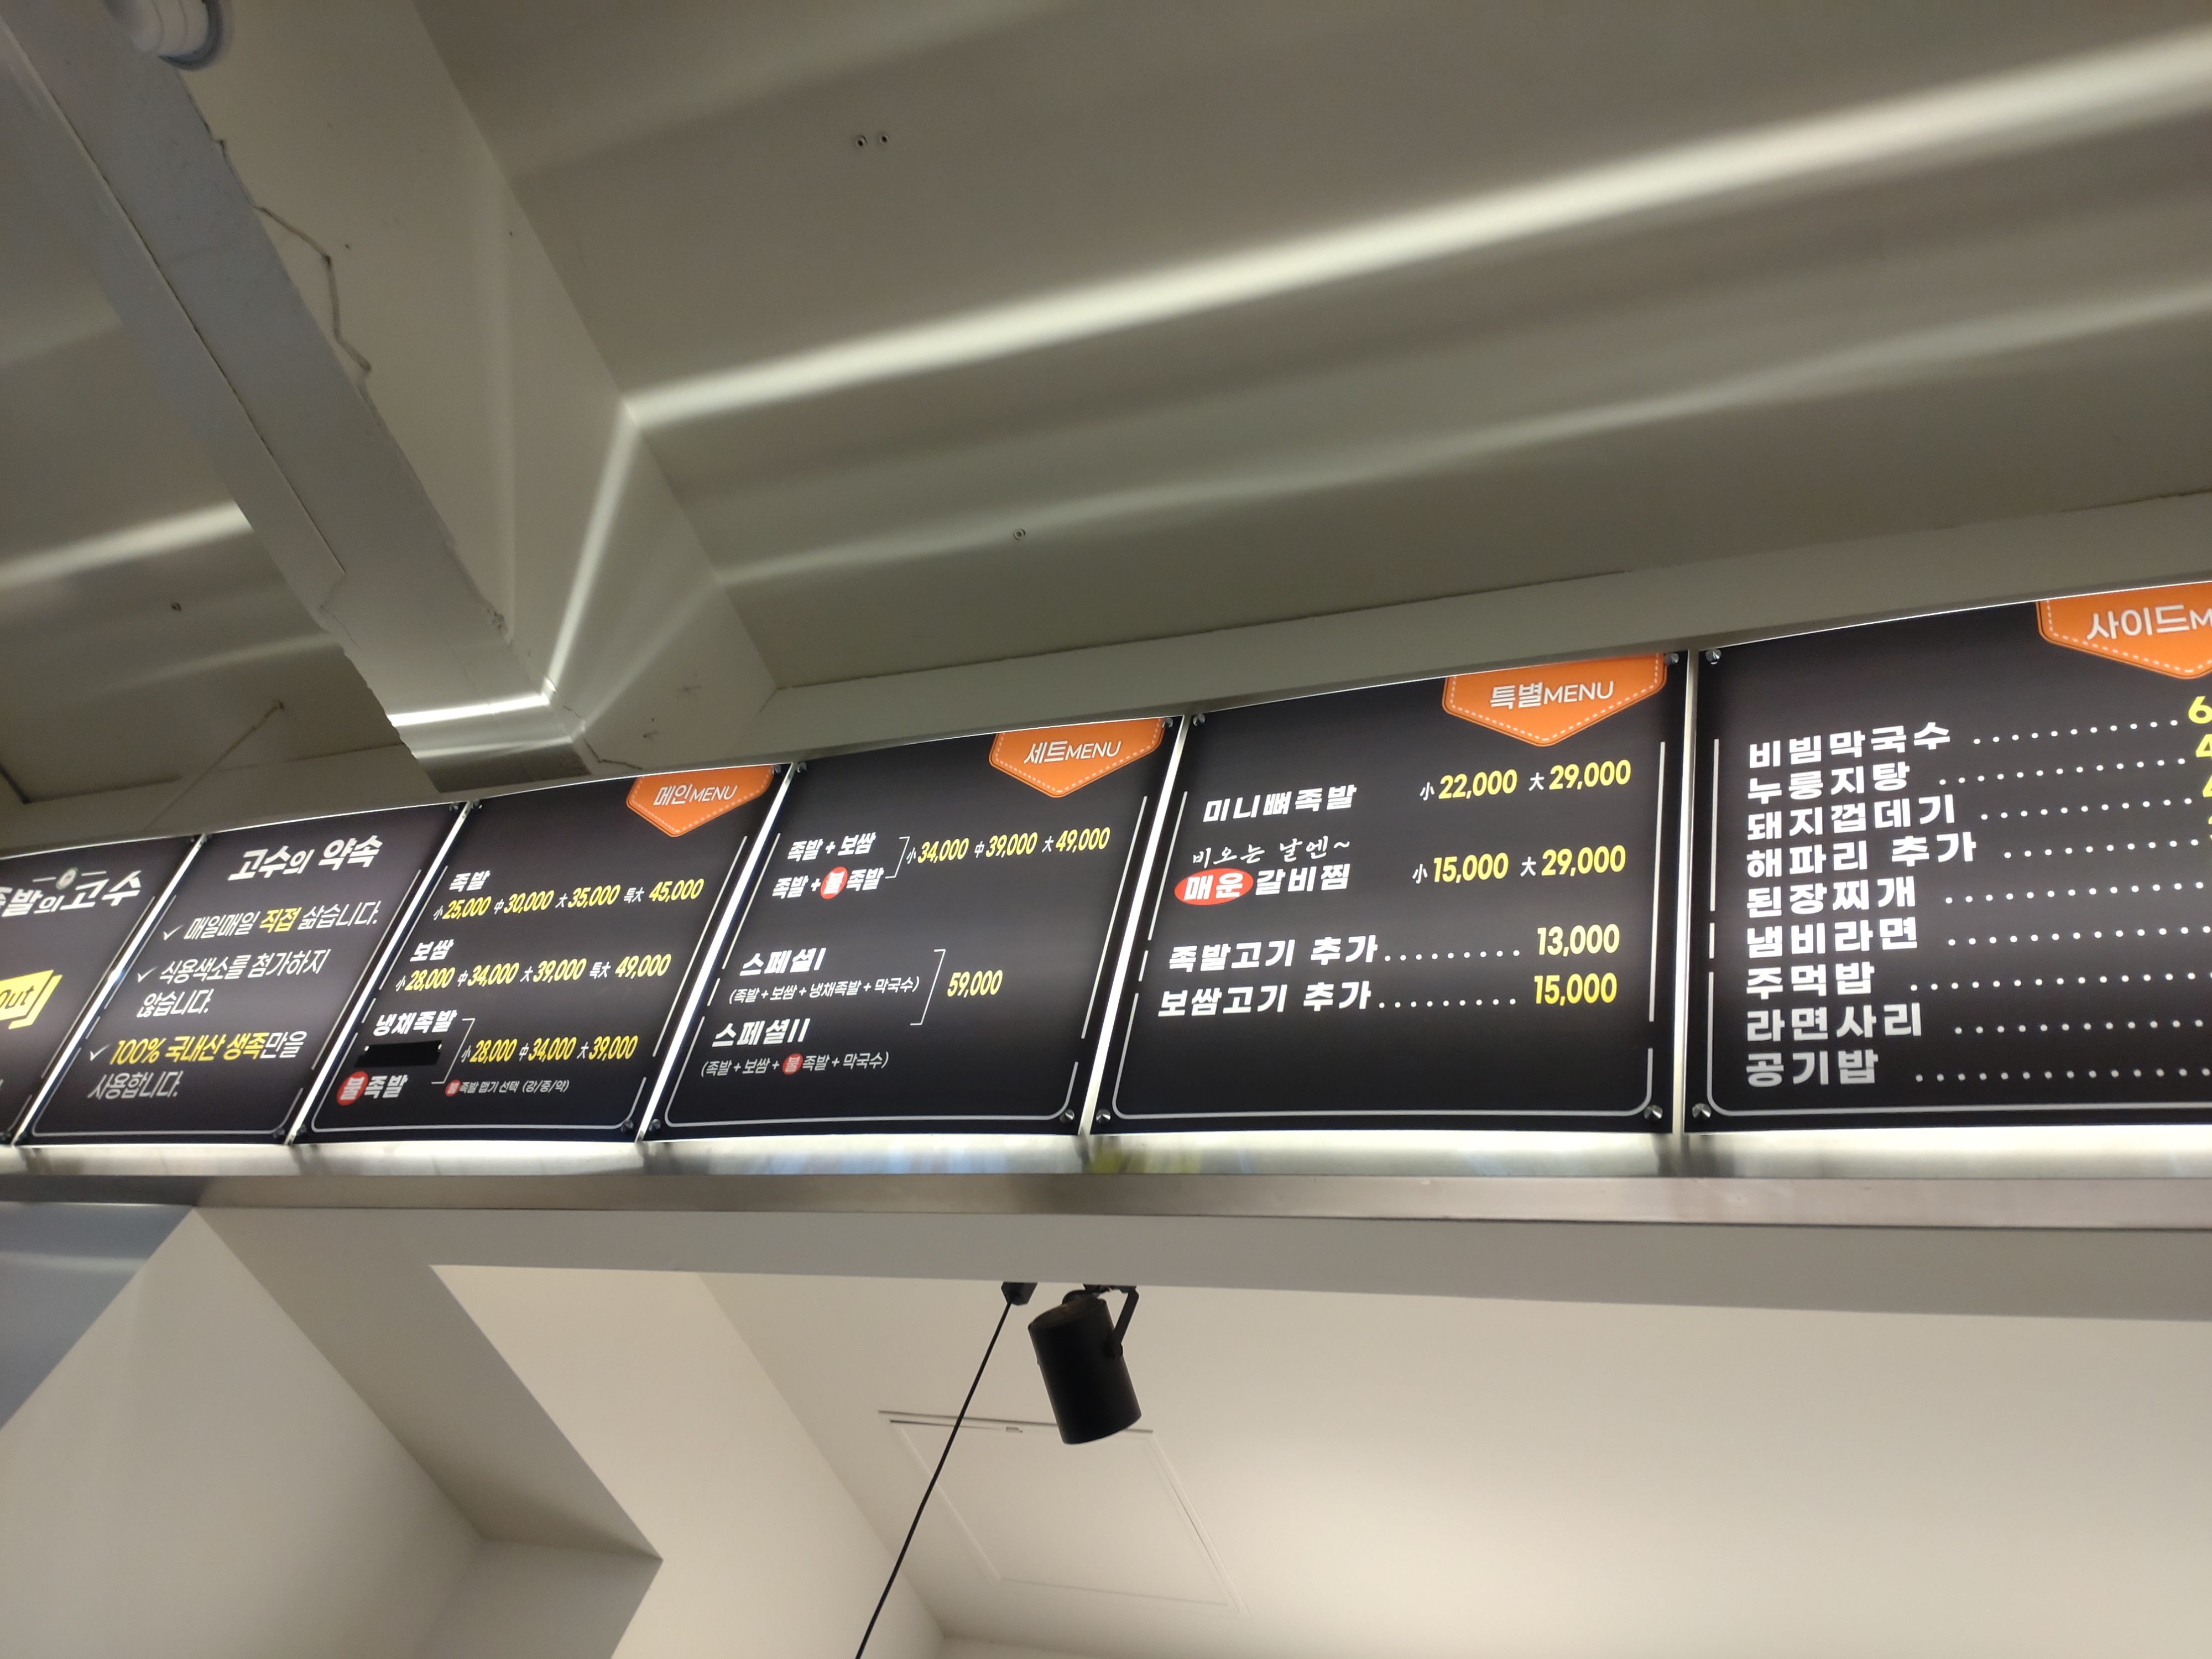 족발의고수
Out
고수의 약속
✓ 매일매일 직접 삶습니다.
✓ 식용색소를 첨가하지
않습니다.
✓ 100% 국내산 생족만을
사용합니다.
메인MENU
족발
小 25,000 中 30,000 大 35,000 특大 45,000
보쌈
小 28,000 中 34,000 大 39,000 특大 49,000
냉채족발
불족발
小 28,000 中 34,000 大 39,000
불족발 맵기 선택 (강/중/약)
세트MENU
족발 + 보쌈
족발 + 불족발
小 34,000 中 39,000 大 49,000
스페셜I
(족발 + 보쌈 + 냉채족발 + 막국수)
스페셜II
(족발 + 보쌈 + 불족발 + 막국수)
59,000
특별MENU
미니뼈족발 小 22,000 大 29,000
비오는 날엔~
매운갈비찜 小 15,000 大 29,000
족발고기 추가......... 13,000
보쌈고기 추가......... 15,000
사이드M
비빔막국수 ........... 6
누룽지탕 ............. 4
돼지껍데기 ...........
해파리 추가 ..........
된장찌개 .............
냄비라면 .............
주먹밥 ...............
라면사리 .............
공기밥 ...............